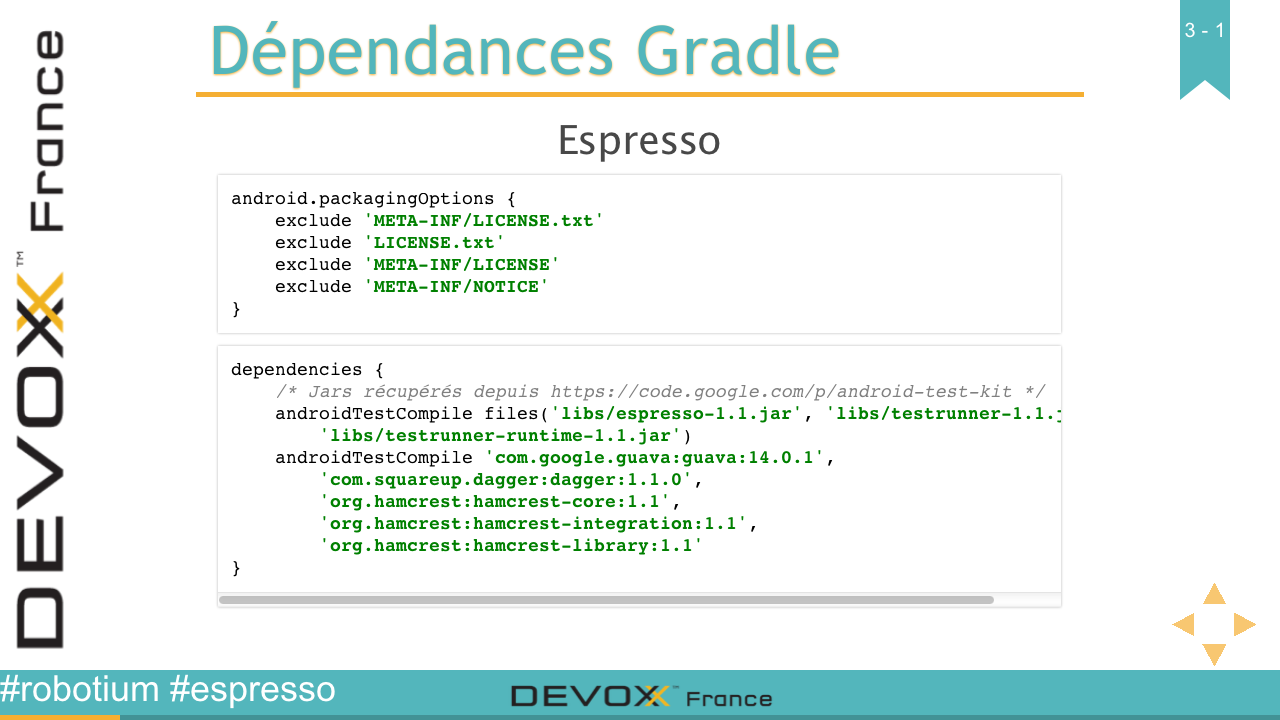 Dépendances Gradle
3 - 1
DEVOXX™ France
Espresso
android.packagingOptions {
    exclude 'META-INF/LICENSE.txt'
    exclude 'LICENSE.txt'
    exclude 'META-INF/LICENSE'
    exclude 'META-INF/NOTICE'
}
dependencies {
    /* Jars récupérés depuis https://code.google.com/p/android-test-kit */
    androidTestCompile files('libs/espresso-1.1.jar', 'libs/testrunner-1.1.j
        'libs/testrunner-runtime-1.1.jar')
    androidTestCompile 'com.google.guava:guava:14.0.1',
        'com.squareup.dagger:dagger:1.1.0',
        'org.hamcrest:hamcrest-core:1.1',
        'org.hamcrest:hamcrest-integration:1.1',
        'org.hamcrest:hamcrest-library:1.1'
}
#robotium #espresso
DEVOXX™ France